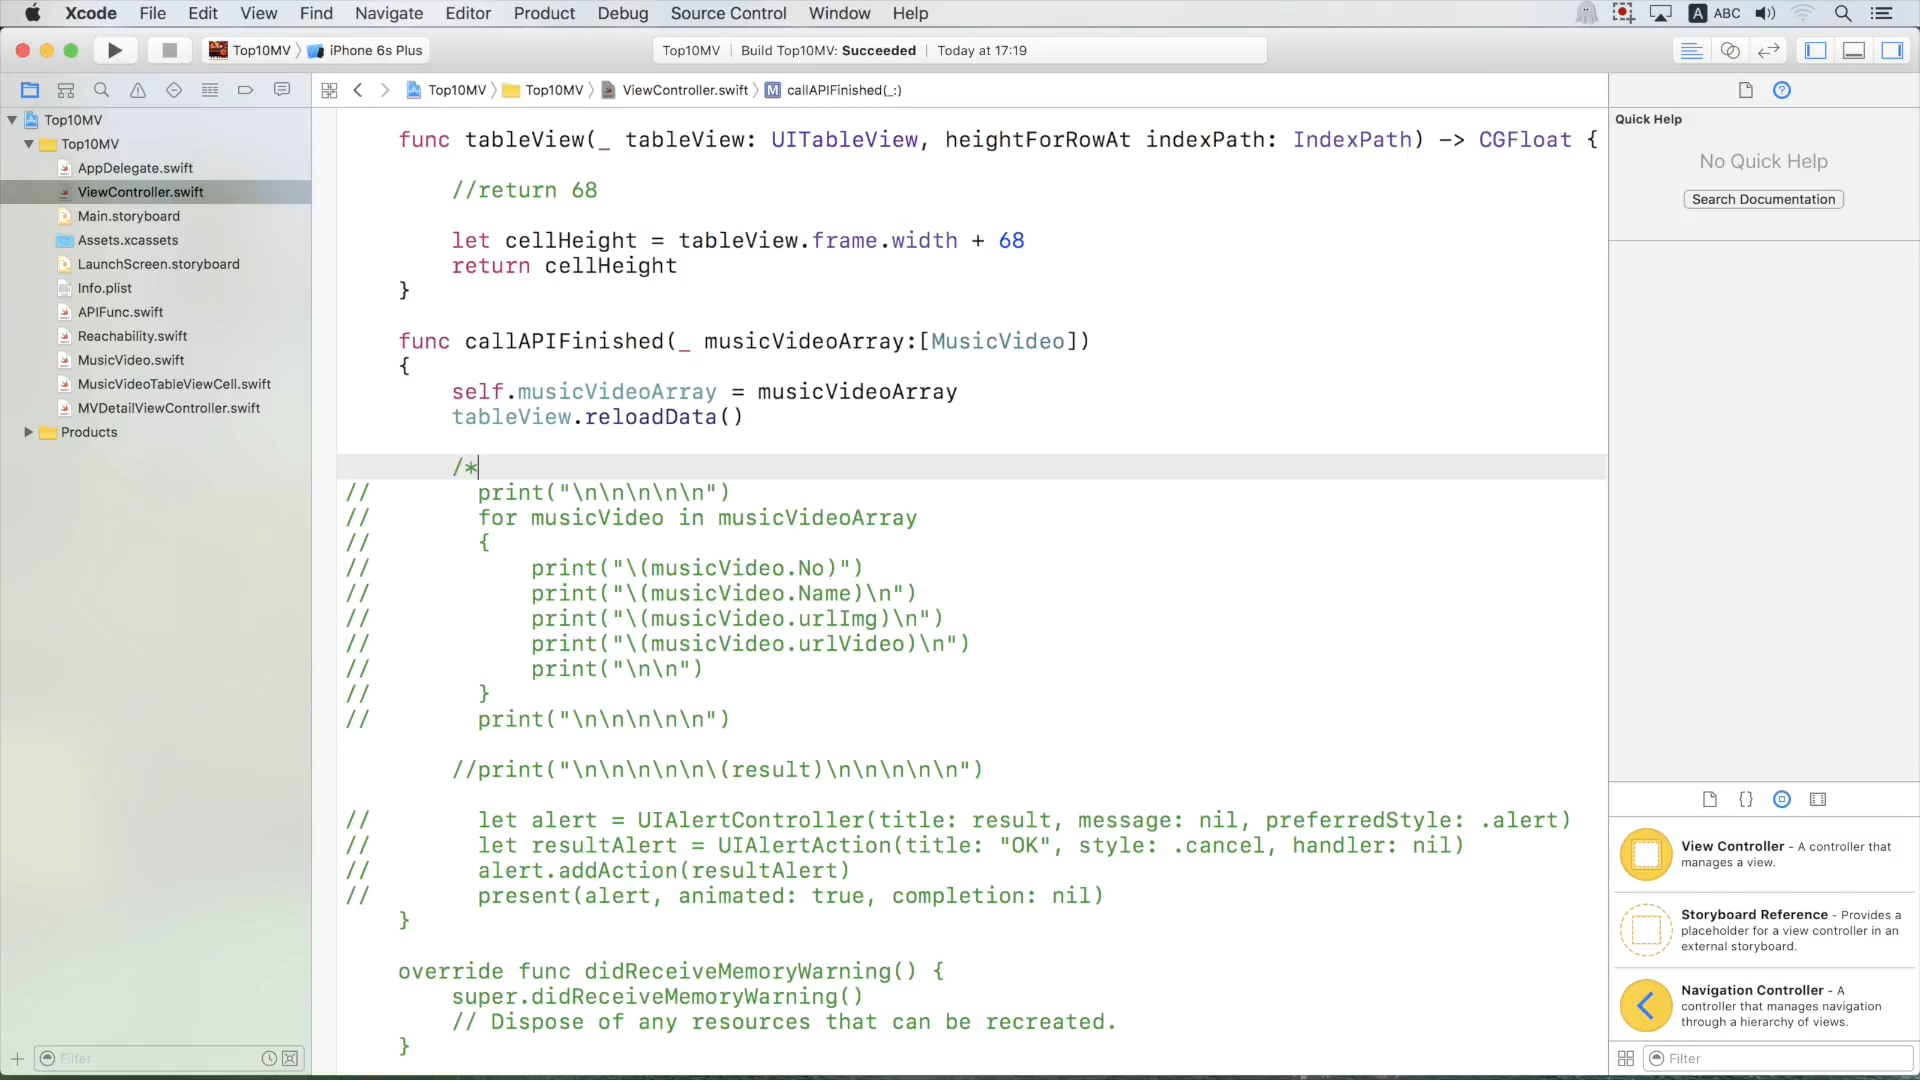 Xcode File Edit View Find Navigate Editor Product Debug Source Control Window Help A ABC
Top10MV iPhone 6s Plus Top10MV Build Top10MV: Succeeded Today at 17:19
Top10MV Top10MV ViewController.swift M callAPIFinished(_:)
Top10MV
Top10MV
AppDelegate.swift
ViewController.swift
Main.storyboard
Assets.xcassets
LaunchScreen.storyboard
Info.plist
APIFunc.swift
Reachability.swift
MusicVideo.swift
MusicVideoTableViewCell.swift
MVDetailViewController.swift
Products
Filter
func tableView(_ tableView: UITableView, heightForRowAt indexPath: IndexPath) -> CGFloat {
//return 68
let cellHeight = tableView.frame.width + 68
return cellHeight
}
func callAPIFinished(_ musicVideoArray:[MusicVideo])
{
self.musicVideoArray = musicVideoArray
tableView.reloadData()
/*
// print("\n\n\n\n\n")
// for musicVideo in musicVideoArray
// {
// print("\(musicVideo.No)")
// print("\(musicVideo.Name)\n")
// print("\(musicVideo.urlImg)\n")
// print("\(musicVideo.urlVideo)\n")
// print("\n\n")
// }
// print("\n\n\n\n\n")
//print("\n\n\n\n\n\(result)\n\n\n\n\n")
// let alert = UIAlertController(title: result, message: nil, preferredStyle: .alert)
// let resultAlert = UIAlertAction(title: "OK", style: .cancel, handler: nil)
// alert.addAction(resultAlert)
// present(alert, animated: true, completion: nil)
}
override func didReceiveMemoryWarning() {
super.didReceiveMemoryWarning()
// Dispose of any resources that can be recreated.
}
Quick Help
No Quick Help
Search Documentation
{}
View Controller - A controller that
manages a view.
Storyboard Reference - Provides a
placeholder for a view controller in an
external storyboard.
Navigation Controller - A
controller that manages navigation
through a hierarchy of views.
Filter